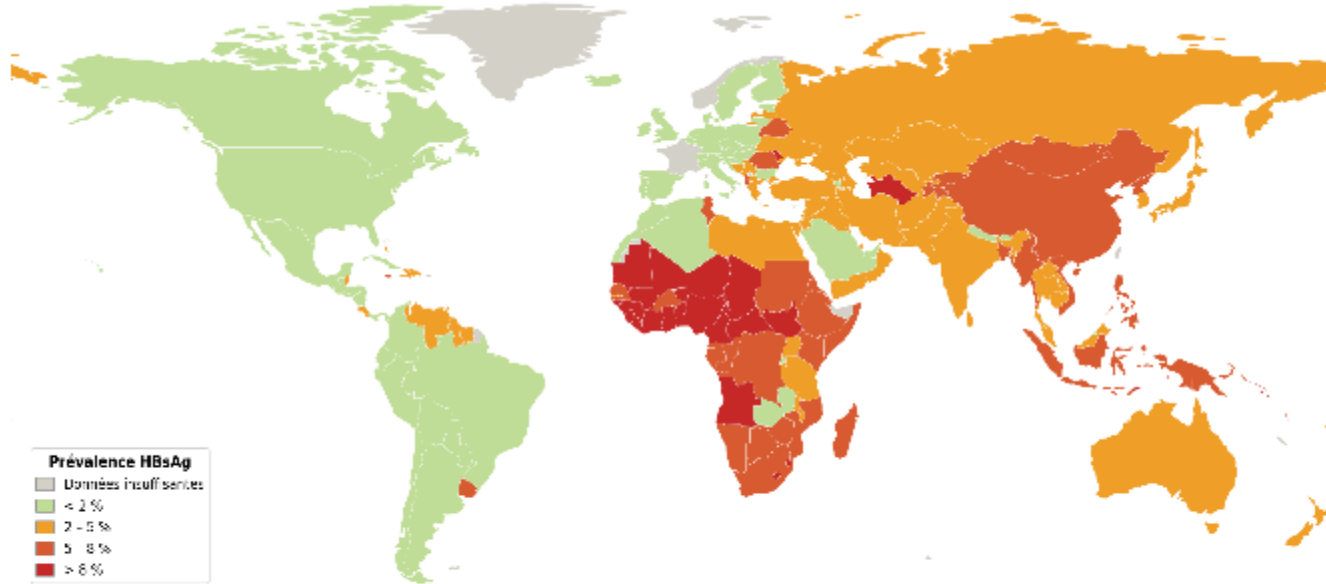 Prévalence HBsAg
Données insuffisantes
< 2 %
2 - 5 %
5 8 %
> 8 %